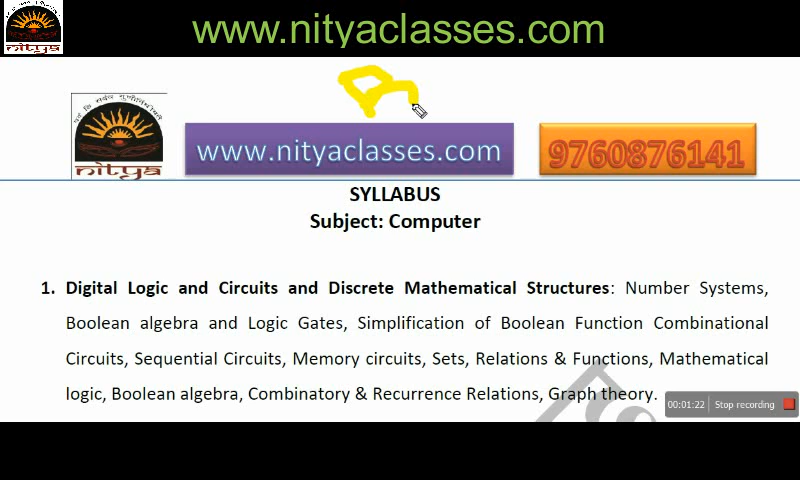 nitya
www.nityaclasses.com
nitya
www.nityaclasses.com
9760876141
SYLLABUS
Subject: Computer
1. Digital Logic and Circuits and Discrete Mathematical Structures: Number Systems,
Boolean algebra and Logic Gates, Simplification of Boolean Function Combinational
Circuits, Sequential Circuits, Memory circuits, Sets, Relations & Functions, Mathematical
logic, Boolean algebra, Combinatory & Recurrence Relations, Graph theory.
00:01:22 Stop recording